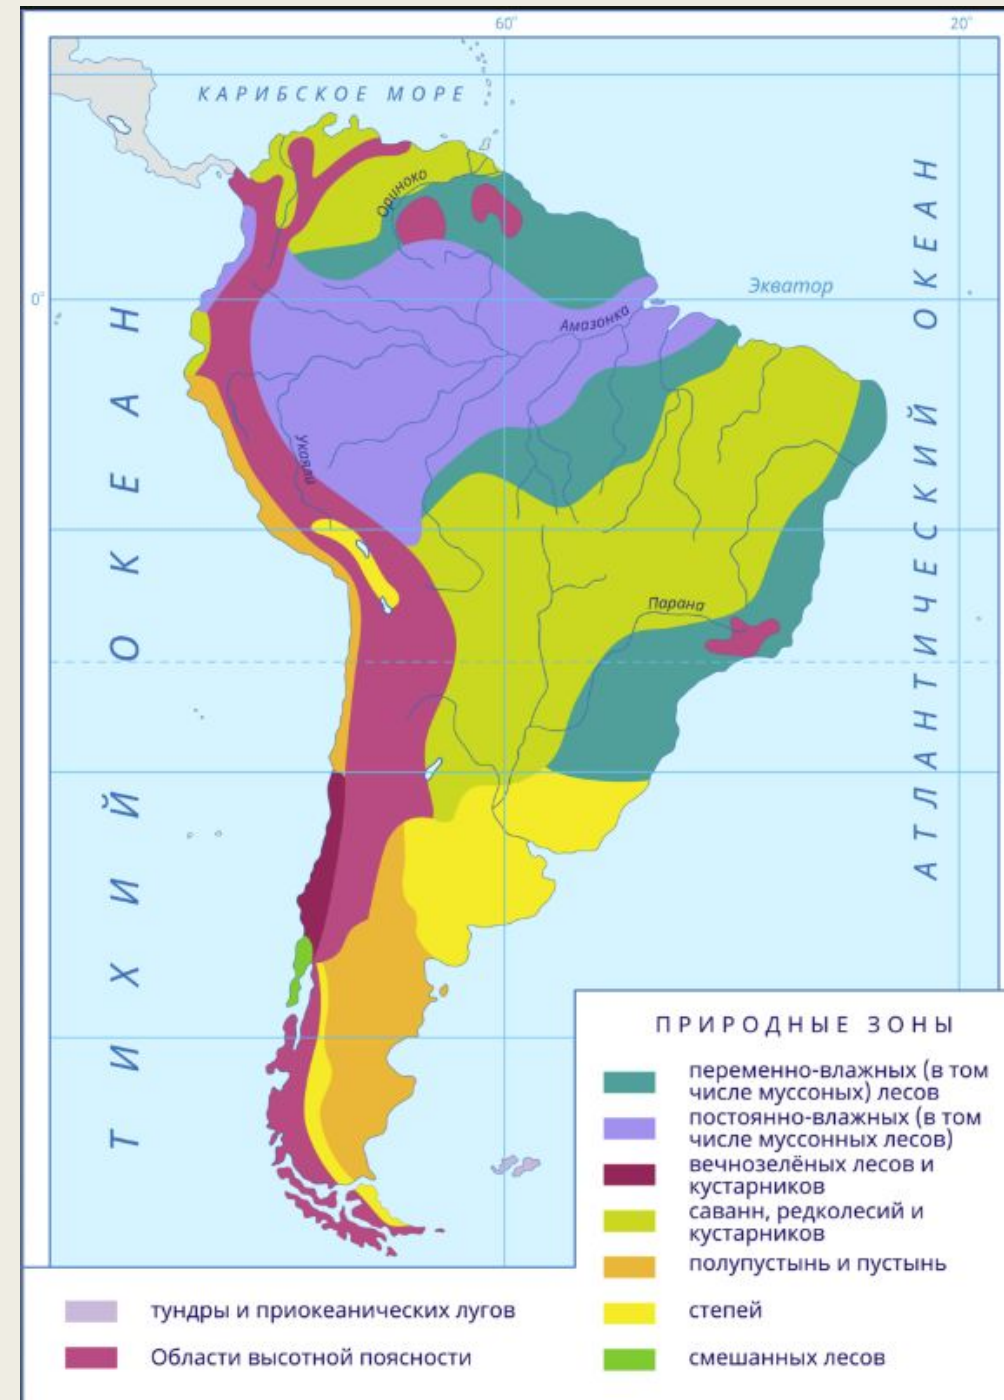 60°
20°
КАРИБСКОЕ МОРЕ
Ориноко
0°
Экватор
Амазонка
Укаяли
Парана
ТИХИЙ ОКЕАН
АТЛАНТИЧЕСКИЙ ОКЕАН
ПРИРОДНЫЕ ЗОНЫ
переменно-влажных (в том
числе муссоных) лесов
постоянно-влажных (в том
числе муссонных лесов)
вечнозелёных лесов и
кустарников
саванн, редколесий и
кустарников
полупустынь и пустынь
степей
смешанных лесов
тундры и приокеанических лугов
Области высотной поясности